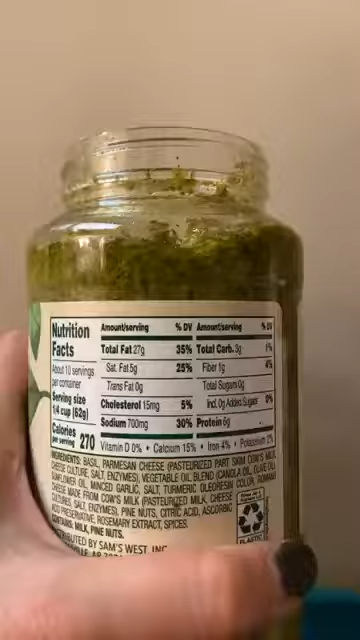 Nutrition Facts
About 10 servings per container
Serving size 1/4 cup (62g)
Calories per serving 270
Amount/serving % DV Amount/serving % DV
Total Fat 27g 35% Total Carb. 3g 1%
Sat. Fat 5g 25% Fiber 1g 4%
Trans Fat 0g Total Sugars 0g
Cholesterol 15mg 5% Incl. 0g Added Sugars 0%
Sodium 700mg 30% Protein 6g
Vitamin D 0% • Calcium 15% • Iron 4% • Potassium 2%
INGREDIENTS: BASIL, PARMESAN CHEESE (PASTEURIZED PART SKIM COW'S MILK,
CHEESE CULTURE, SALT, ENZYMES), VEGETABLE OIL BLEND (CANOLA OIL, OLIVE OIL,
SUNFLOWER OIL, MINCED GARLIC, SALT, TURMERIC OLEORESIN COLOR, ROMANO
CHEESE MADE FROM COW'S MILK (PASTEURIZED MILK, CHEESE
CULTURES, SALT, ENZYMES), PINE NUTS, CITRIC ACID, ASCORBIC
ACID PRESERVATIVE, ROSEMARY EXTRACT, SPICES.
CONTAINS: MILK, PINE NUTS.
DISTRIBUTED BY SAM'S WEST, INC.
AR
PLASTIC